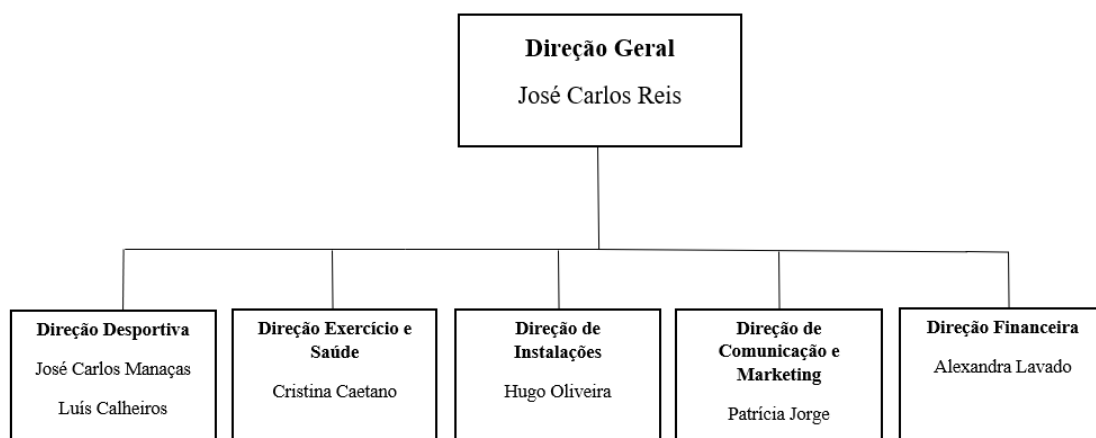 Direção Geral
José Carlos Reis
Direção Desportiva
José Carlos Manaças
Luís Calheiros
Direção Exercício e
Saúde
Cristina Caetano
Direção de
Instalações
Hugo Oliveira
Direção de
Comunicação e
Marketing
Patrícia Jorge
Direção Financeira
Alexandra Lavado